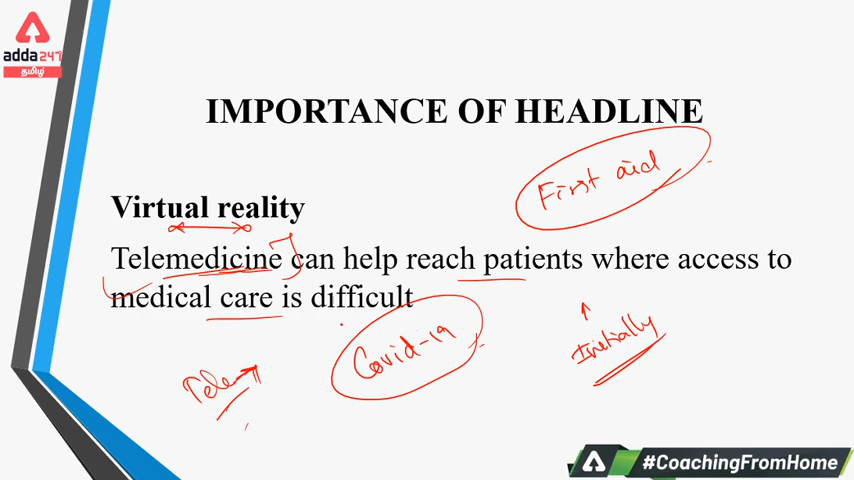 adda247
தமிழ்
IMPORTANCE OF HEADLINE
First aid
Virtual reality
Telemedicine can help reach patients where access to
medical care is difficult
Covid-19
Initially
Tele
#CoachingFromHome